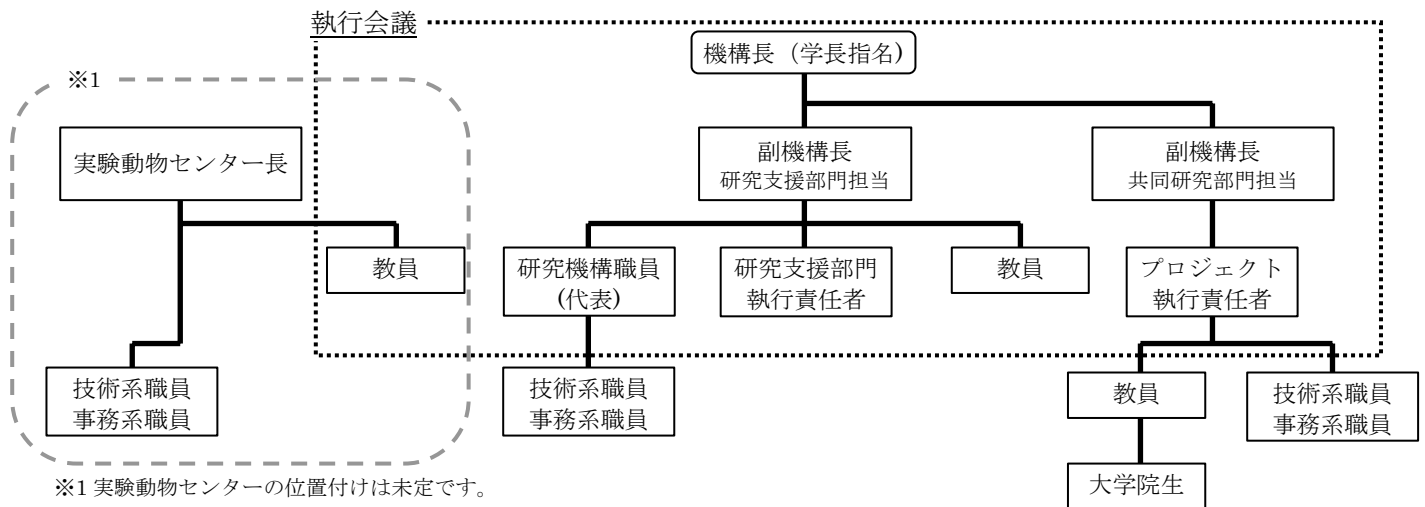 執行会議
機構長（学長指名）
※1
実験動物センター長
副機構長
研究支援部門担当
副機構長
共同研究部門担当
教員
研究機構職員
(代表)
研究支援部門
執行責任者
教員
プロジェクト
執行責任者
技術系職員
事務系職員
技術系職員
事務系職員
教員
技術系職員
事務系職員
大学院生
※1 実験動物センターの位置付けは未定です。